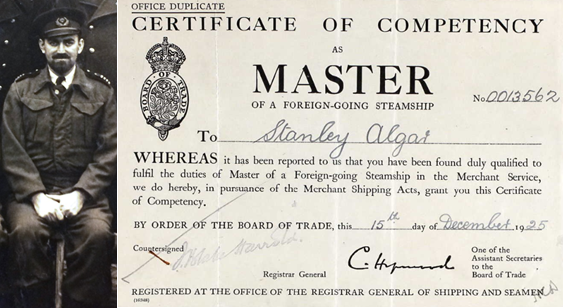 OFFICE DUPLICATE
CERTIFICATE OF COMPETENCY
AS
MASTER
OF A FOREIGN-GOING STEAMSHIP
No. 0013562
BOARD OF TRADE
To Stanley Algar
WHEREAS it has been reported to us that you have been found duly qualified to
fulfil the duties of Master of a Foreign-going Steamship in the Merchant Service,
we do hereby, in pursuance of the Merchant Shipping Acts, grant you this Certificate
of Competency.
BY ORDER OF THE BOARD OF TRADE, this 15th day of December 1925
Countersigned
Registrar General
One of the
Assistant Secretaries
to the
Board of Trade
REGISTERED AT THE OFFICE OF THE REGISTRAR GENERAL OF SHIPPING AND SEAMEN